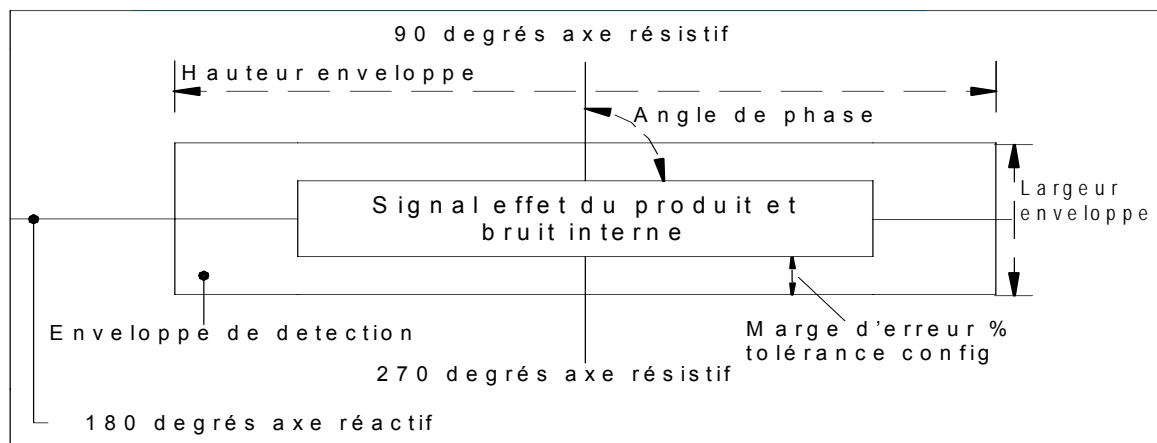 90 degrés axe résistif
Hauteur enveloppe
Angle de phase
Signal effet du produit et
bruit interne
Largeur
enveloppe
Enveloppe de detection
Marge d'erreur %
tolérance config
270 degrés axe résistif
180 degrés axe réactif